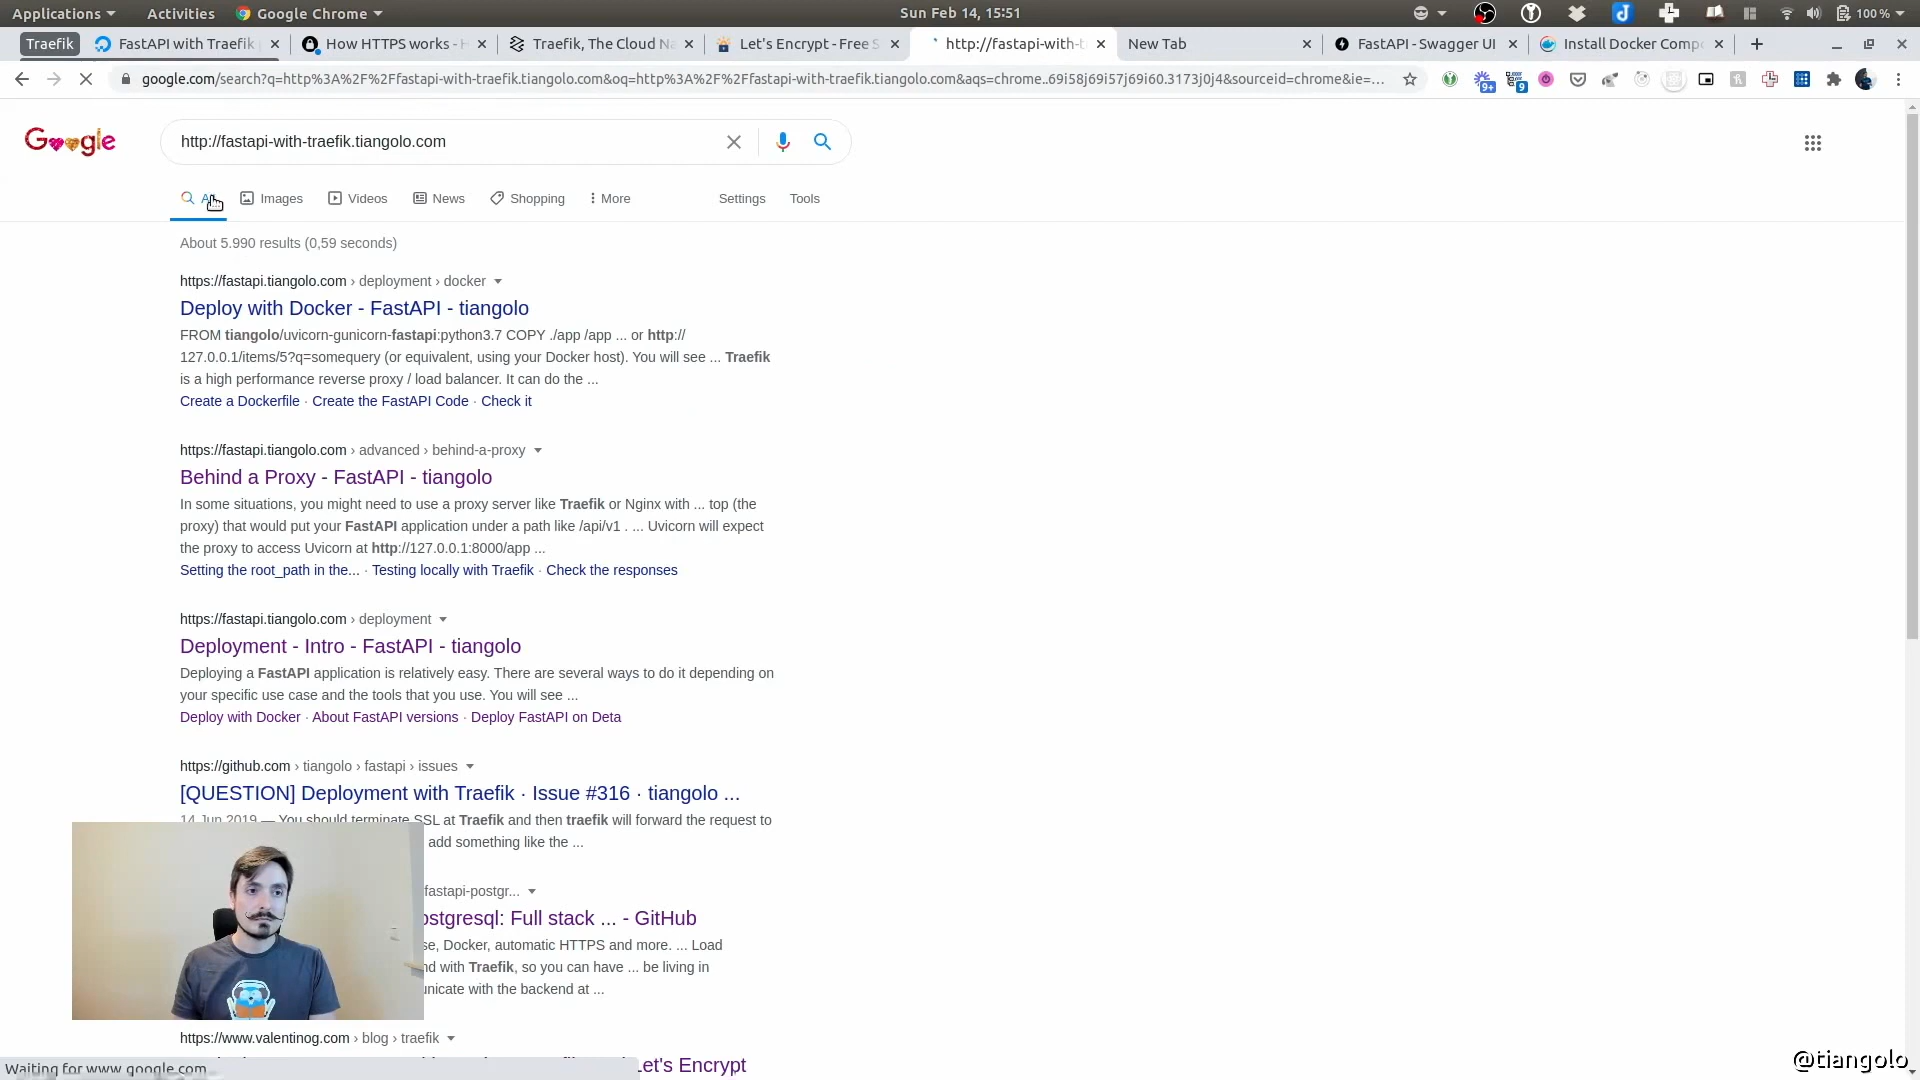 Applications Activities Google Chrome Sun Feb 14, 15:51 100 %
Traefik FastAPI with Traefik How HTTPS works - H Traefik, The Cloud Na Let's Encrypt - Free S http://fastapi-with-t New Tab FastAPI - Swagger UI Install Docker Compo
google.com/search?q=http%3A%2F%2Ffastapi-with-traefik.tiangolo.com&oq=http%3A%2F%2Ffastapi-with-traefik.tiangolo.com&aqs=chrome..69i58j69i57j69i60.3173j0j4&sourceid=chrome&ie=... 9+ 9
Google http://fastapi-with-traefik.tiangolo.com
Images Videos News Shopping More Settings Tools
About 5.990 results (0,59 seconds)
https://fastapi.tiangolo.com › deployment › docker
Deploy with Docker - FastAPI - tiangolo
FROM tiangolo/uvicorn-gunicorn-fastapi:python3.7 COPY ./app /app ... or http://
127.0.0.1/items/5?q=somequery (or equivalent, using your Docker host). You will see ... Traefik
is a high performance reverse proxy / load balancer. It can do the ...
Create a Dockerfile · Create the FastAPI Code · Check it
https://fastapi.tiangolo.com › advanced › behind-a-proxy
Behind a Proxy - FastAPI - tiangolo
In some situations, you might need to use a proxy server like Traefik or Nginx with ... top (the
proxy) that would put your FastAPI application under a path like /api/v1 . ... Uvicorn will expect
the proxy to access Uvicorn at http://127.0.0.1:8000/app ...
Setting the root_path in the... · Testing locally with Traefik · Check the responses
https://fastapi.tiangolo.com › deployment
Deployment - Intro - FastAPI - tiangolo
Deploying a FastAPI application is relatively easy. There are several ways to do it depending on
your specific use case and the tools that you use. You will see ...
Deploy with Docker · About FastAPI versions · Deploy FastAPI on Deta
https://github.com › tiangolo › fastapi › issues
[QUESTION] Deployment with Traefik · Issue #316 · tiangolo ...
14 Jun 2019 — You should terminate SSL at Traefik and then traefik will forward the request to
add something like the ...
fastapi-postgr...
ostgresql: Full stack ... - GitHub
se, Docker, automatic HTTPS and more. ... Load
nd with Traefik, so you can have ... be living in
unicate with the backend at ...
https://www.valentinog.com › blog › traefik
Let's Encrypt
Waiting for www.google.com
@tiangolo